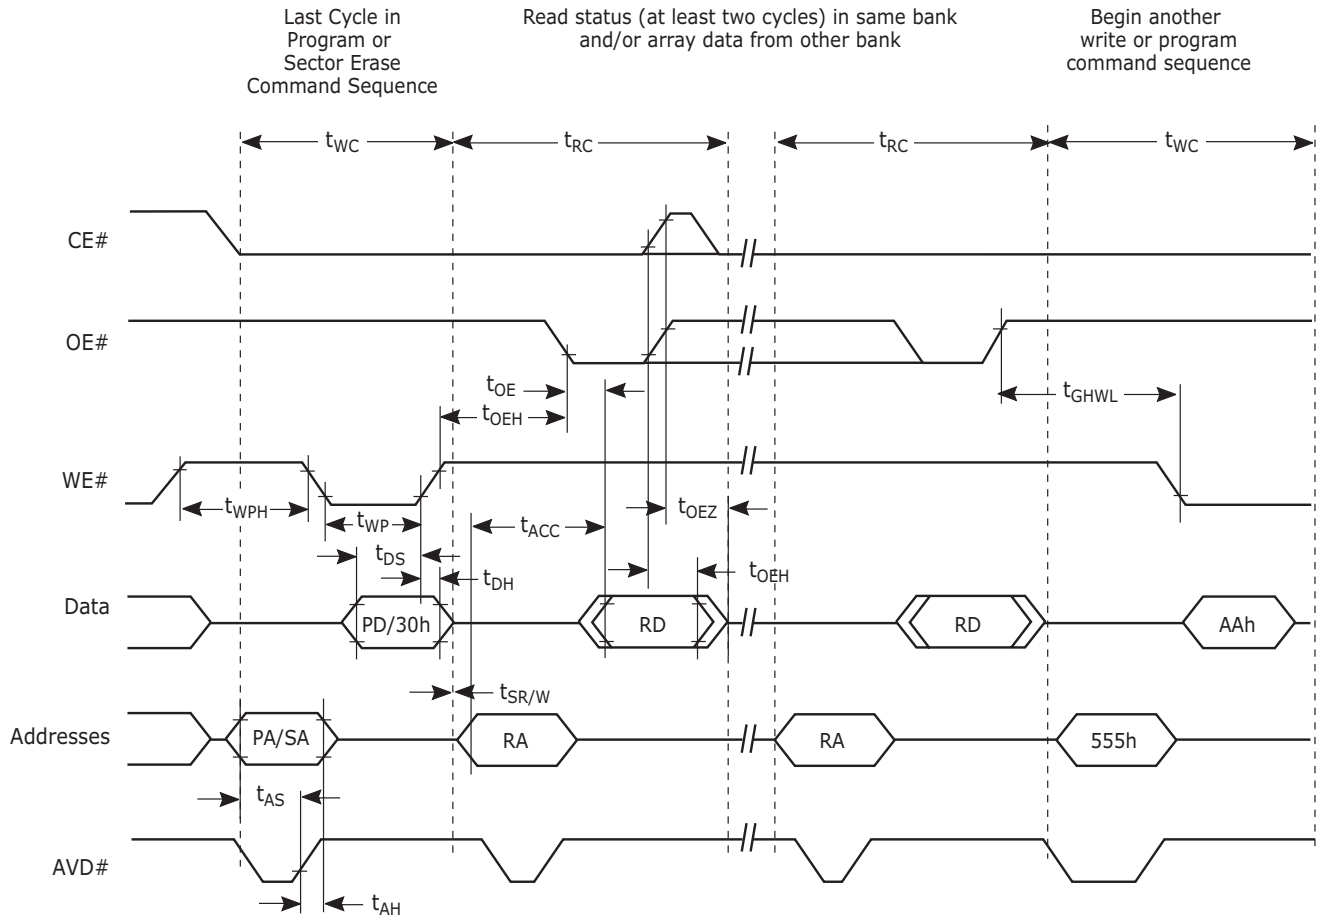 Last Cycle in
Program or
Sector Erase
Command Sequence
Read status (at least two cycles) in same bank
and/or array data from other bank
Begin another
write or program
command sequence
tWC
tRC
tRC
tWC
CE#
OE#
tOE
tOEH
tGHWL
WE#
tWPH
tWP
tACC
tOEZ
tDS
tDH
tOEH
Data
PD/30h
RD
RD
AAh
tSR/W
Addresses
PA/SA
RA
RA
555h
tAS
AVD#
tAH